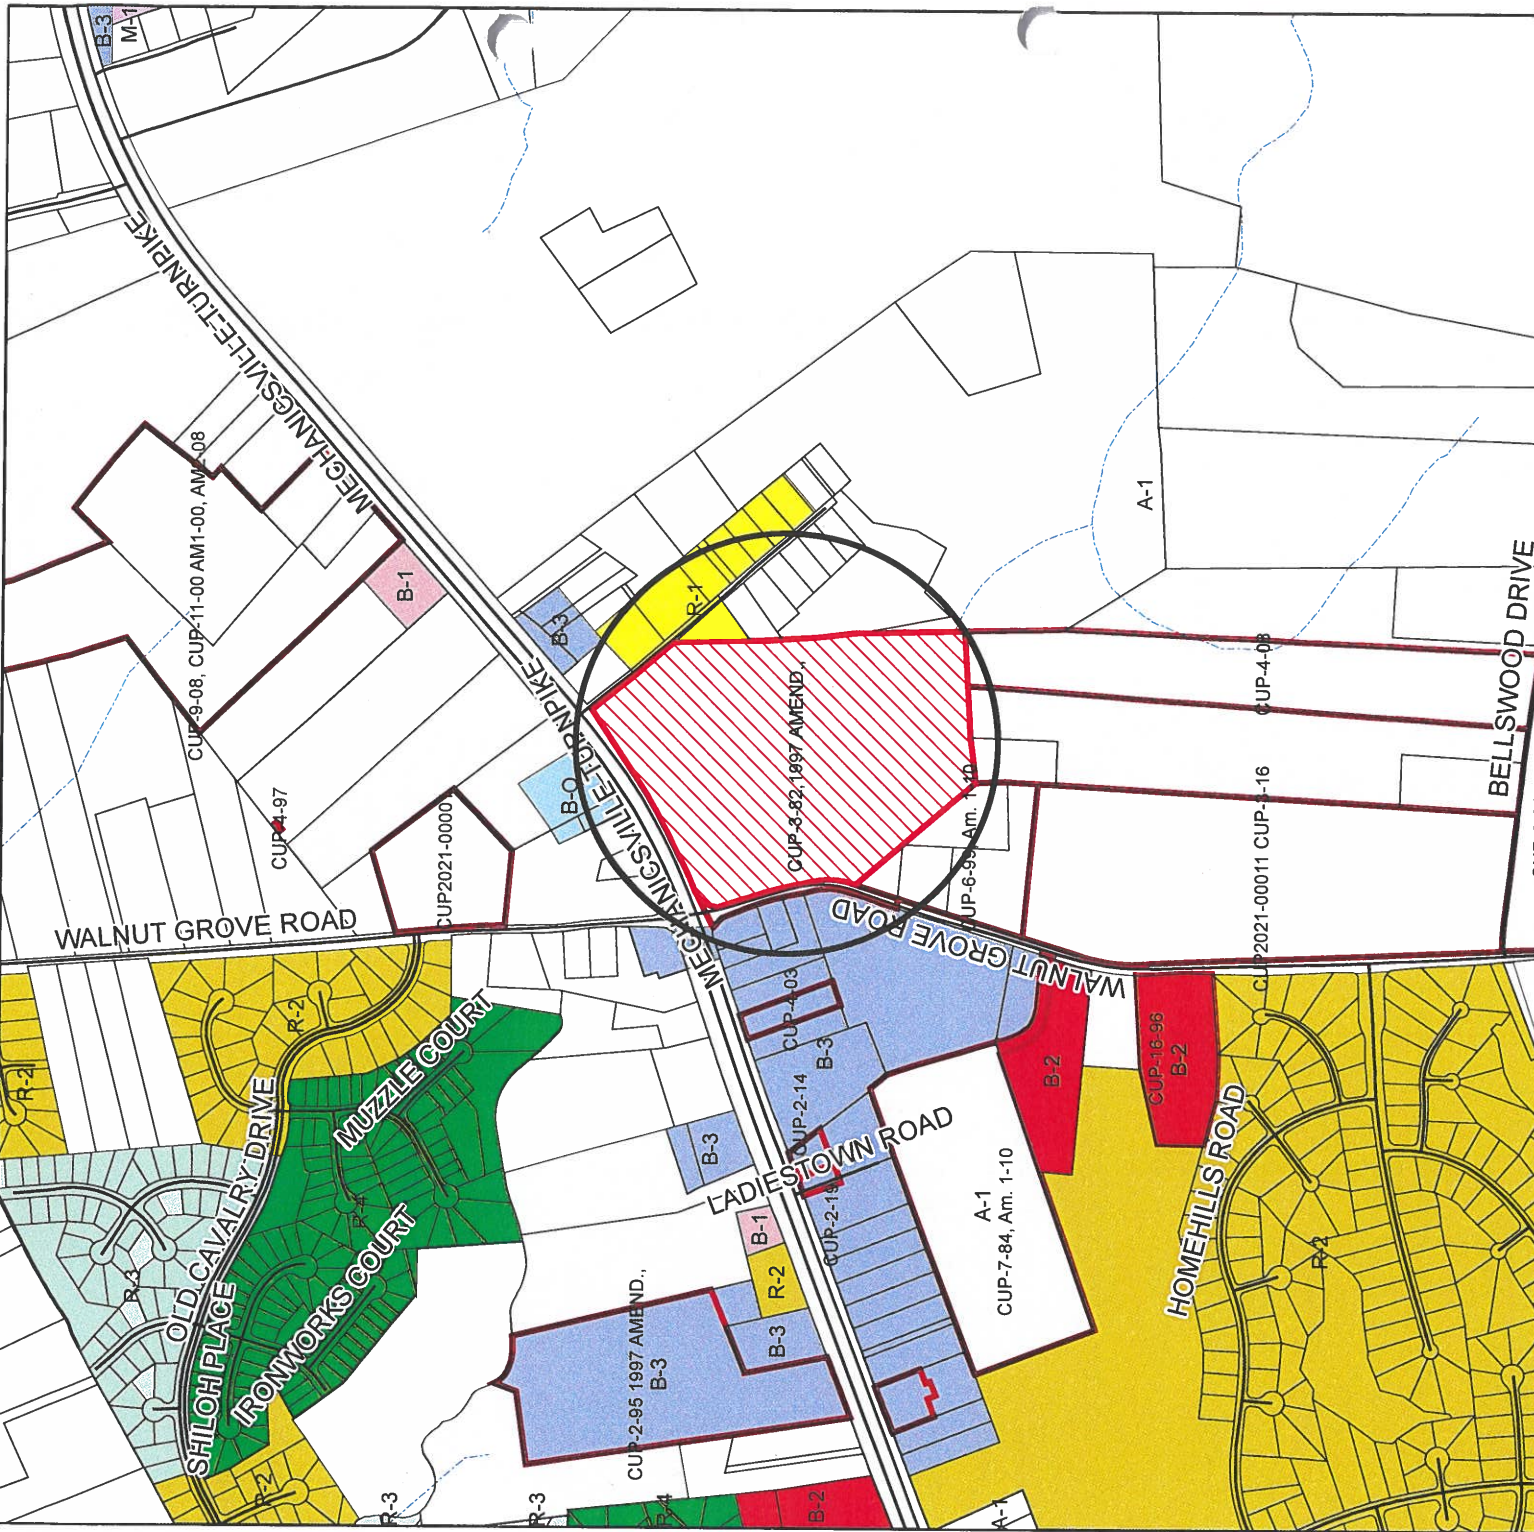 B-3
M-1
MECHANICSVILLE TURNPIKE
CUP-9-08, CUP-11-00 AM1-00, AM2-08
B-1
B-3
R-1
A-1
MECHANICSVILLE TURNPIKE
B-O
CUP-4-97
CUP2021-0000
CUP-3-82,1997 AMEND.,
CUP-4-08
BELLSWOOD DRIVE
WALNUT GROVE ROAD
WALNUT GROVE ROAD
CUP-6-99, Am. 1-10
CUP2021-00011 CUP-3-16
R-2
R-2
MUZZLE COURT
OLD CAVALRY DRIVE
R-4
R-3
SHILOH PLACE
IRONWORKS COURT
CUP-4-03
B-3
CUP-2-14
B-3
LADIESTOWN ROAD
CUP-2-19
B-2
CUP-16-96
B-2
B-1
R-2
B-3
A-1
CUP-7-84, Am. 1-10
HOMEHILLS ROAD
R-2
CUP-2-95 1997 AMEND.,
B-3
R-2
R-3
R-3
R-4
B-2
A-1